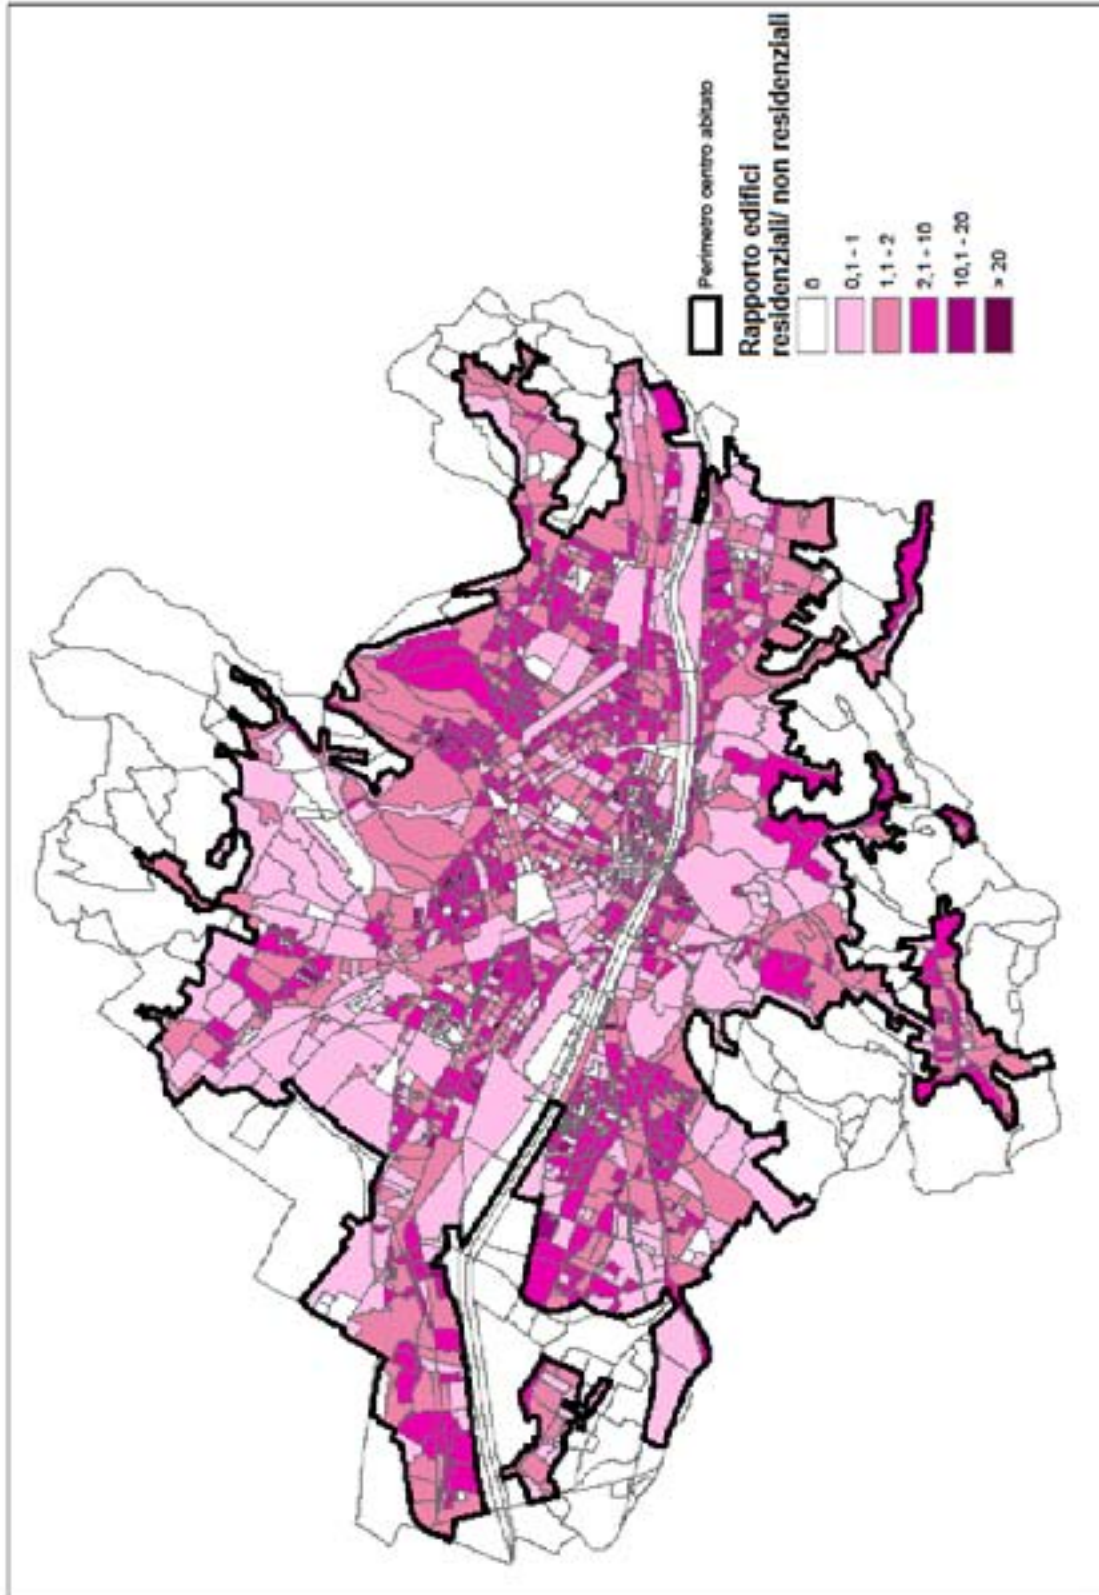 Perimetro centro abitato
Rapporto edifici
residenziali/ non residenziali
0
0,1 - 1
1,1 - 2
2,1 - 10
10,1 - 20
> 20